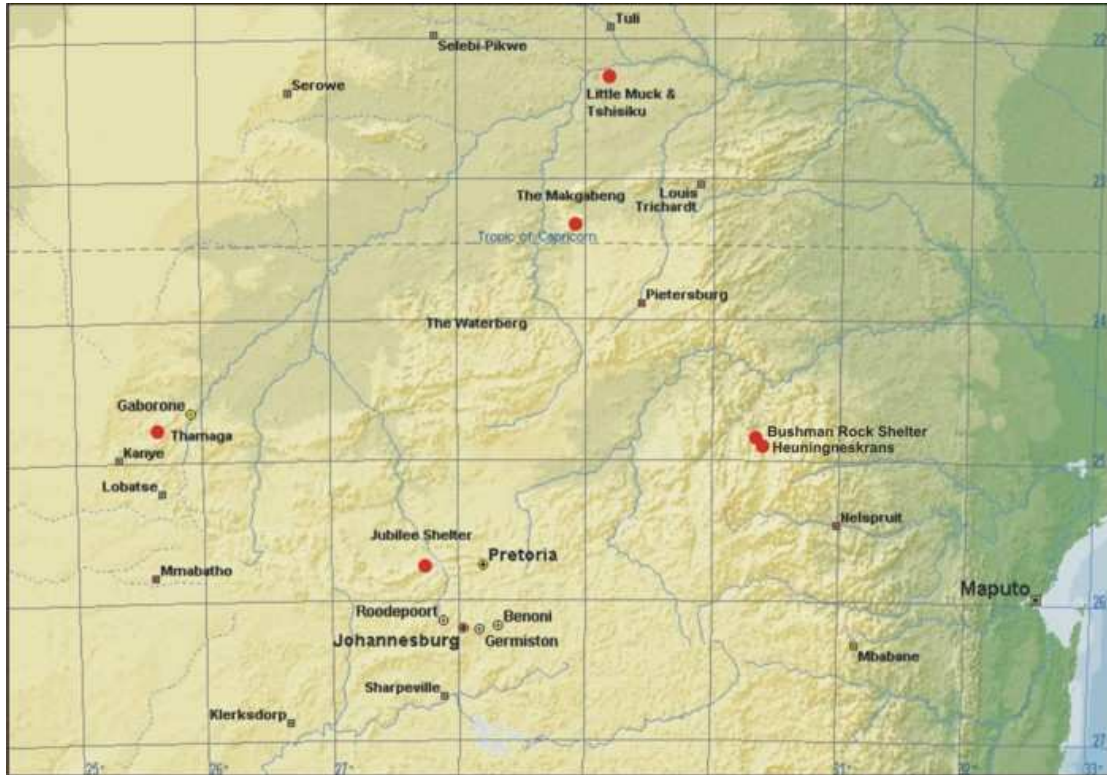 Tuli
22
Selebi-Pikwe
Serowe
Little Muck &
Tshisiku
23
Louis
Trichardt
The Makgabeng
Tropic of Capricorn
Pietersburg
The Waterberg
24
Gaborone
Thamaga
Bushman Rock Shelter
Heuningneskrans
Kanye
25
Lobatse
Nelspruit
Jubilee Shelter
Pretoria
Mmabatho
Maputo
26
Roodepoort
Benoni
Johannesburg
Germiston
Mbabane
Sharpeville
Klerksdorp
27
25°
26°
27°
31°
32°
33°